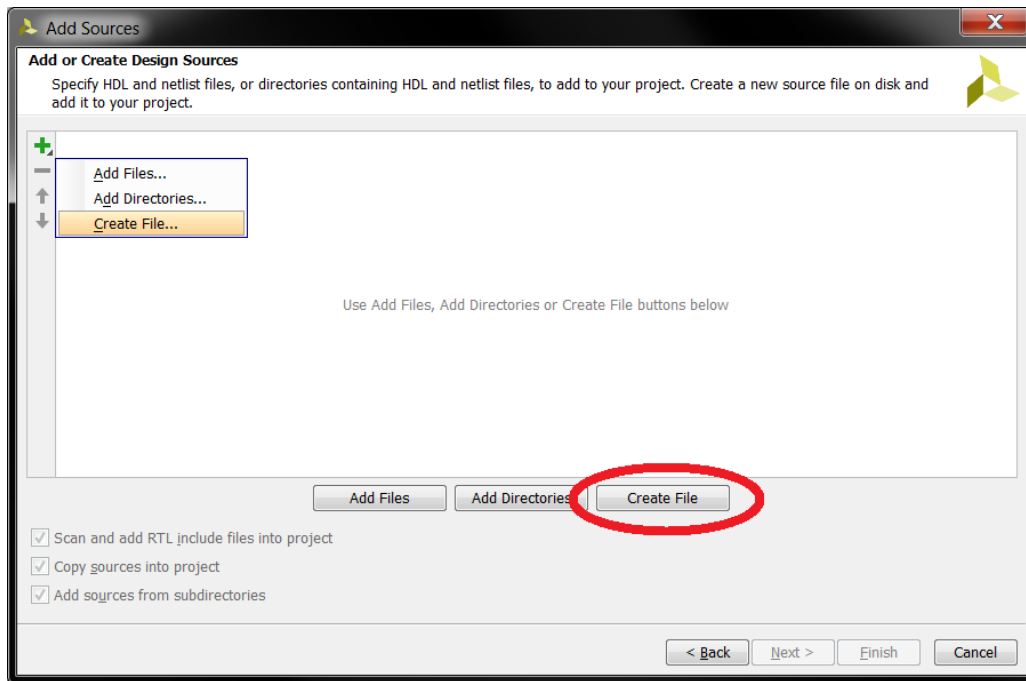 Add Sources
Add or Create Design Sources
Specify HDL and netlist files, or directories containing HDL and netlist files, to add to your project. Create a new source file on disk and
add it to your project.
Add Files...
Add Directories...
Create File...
Use Add Files, Add Directories or Create File buttons below
Add Files
Add Directories
Create File
Scan and add RTL include files into project
Copy sources into project
Add sources from subdirectories
< Back
Next >
Finish
Cancel